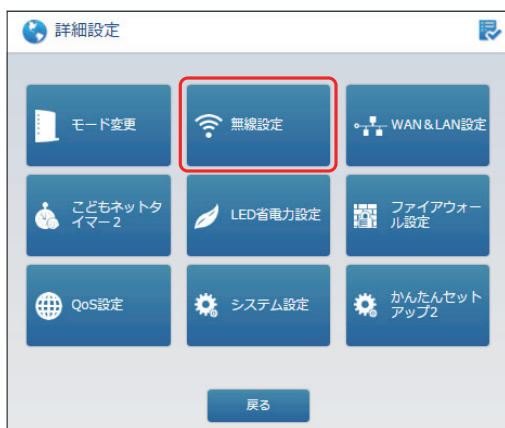 詳細設定
モード変更
無線設定
WAN&LAN設定
こどもネットタ
イマー2
LED省電力設定
ファイアウォー
ル設定
QoS設定
システム設定
かんたんセット
アップ2
戻る